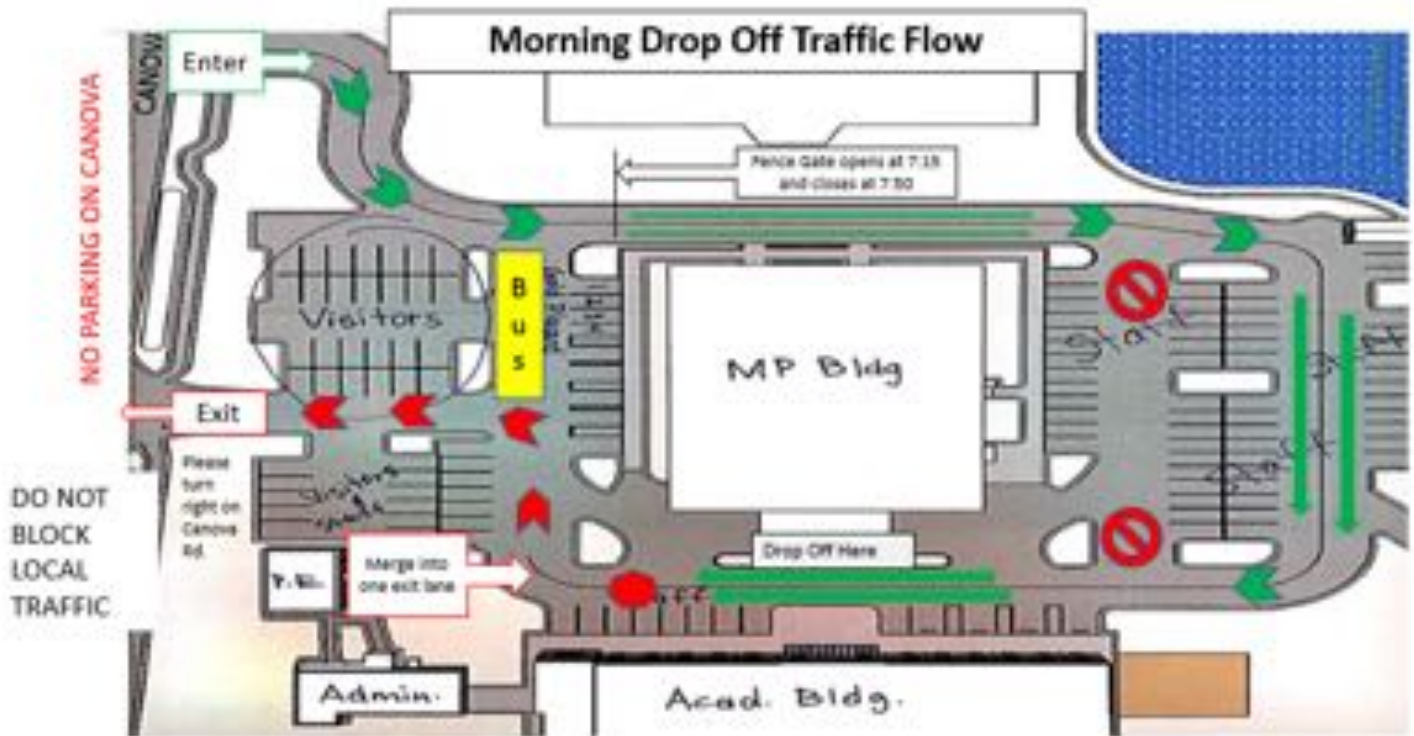 Morning Drop Off Traffic Flow
CANOVA
Enter
NO PARKING ON CANOVA
Fence Gate opens at 7:15
and closes at 7:50
Visitors
B
u
s
MP Bldg
Staff
Staff
Exit
Please
turn
right on
Canova
Rd.
Visitors
DO NOT
BLOCK
LOCAL
TRAFFIC
Merge into
one exit lane
Drop Off Here
Admin.
Acad. Bldg.